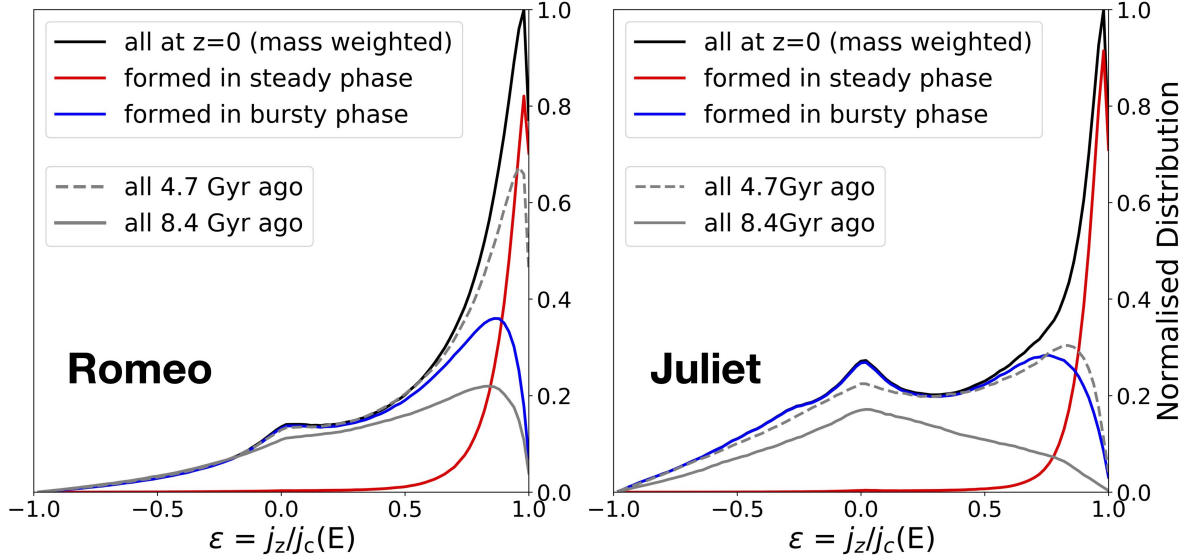 all at z=0 (mass weighted)
formed in steady phase
formed in bursty phase
all 4.7 Gyr ago
all 8.4 Gyr ago
Romeo
1.0
0.8
0.6
0.4
0.2
0.0
−1.0 −0.5 0.0 0.5 1.0
ε = j_z/j_c(E)
all at z=0 (mass weighted)
formed in steady phase
formed in bursty phase
all 4.7Gyr ago
all 8.4Gyr ago
Juliet
1.0
0.8
0.6
0.4
0.2
0.0
Normalised Distribution
−1.0 −0.5 0.0 0.5 1.0
ε = j_z/j_c(E)